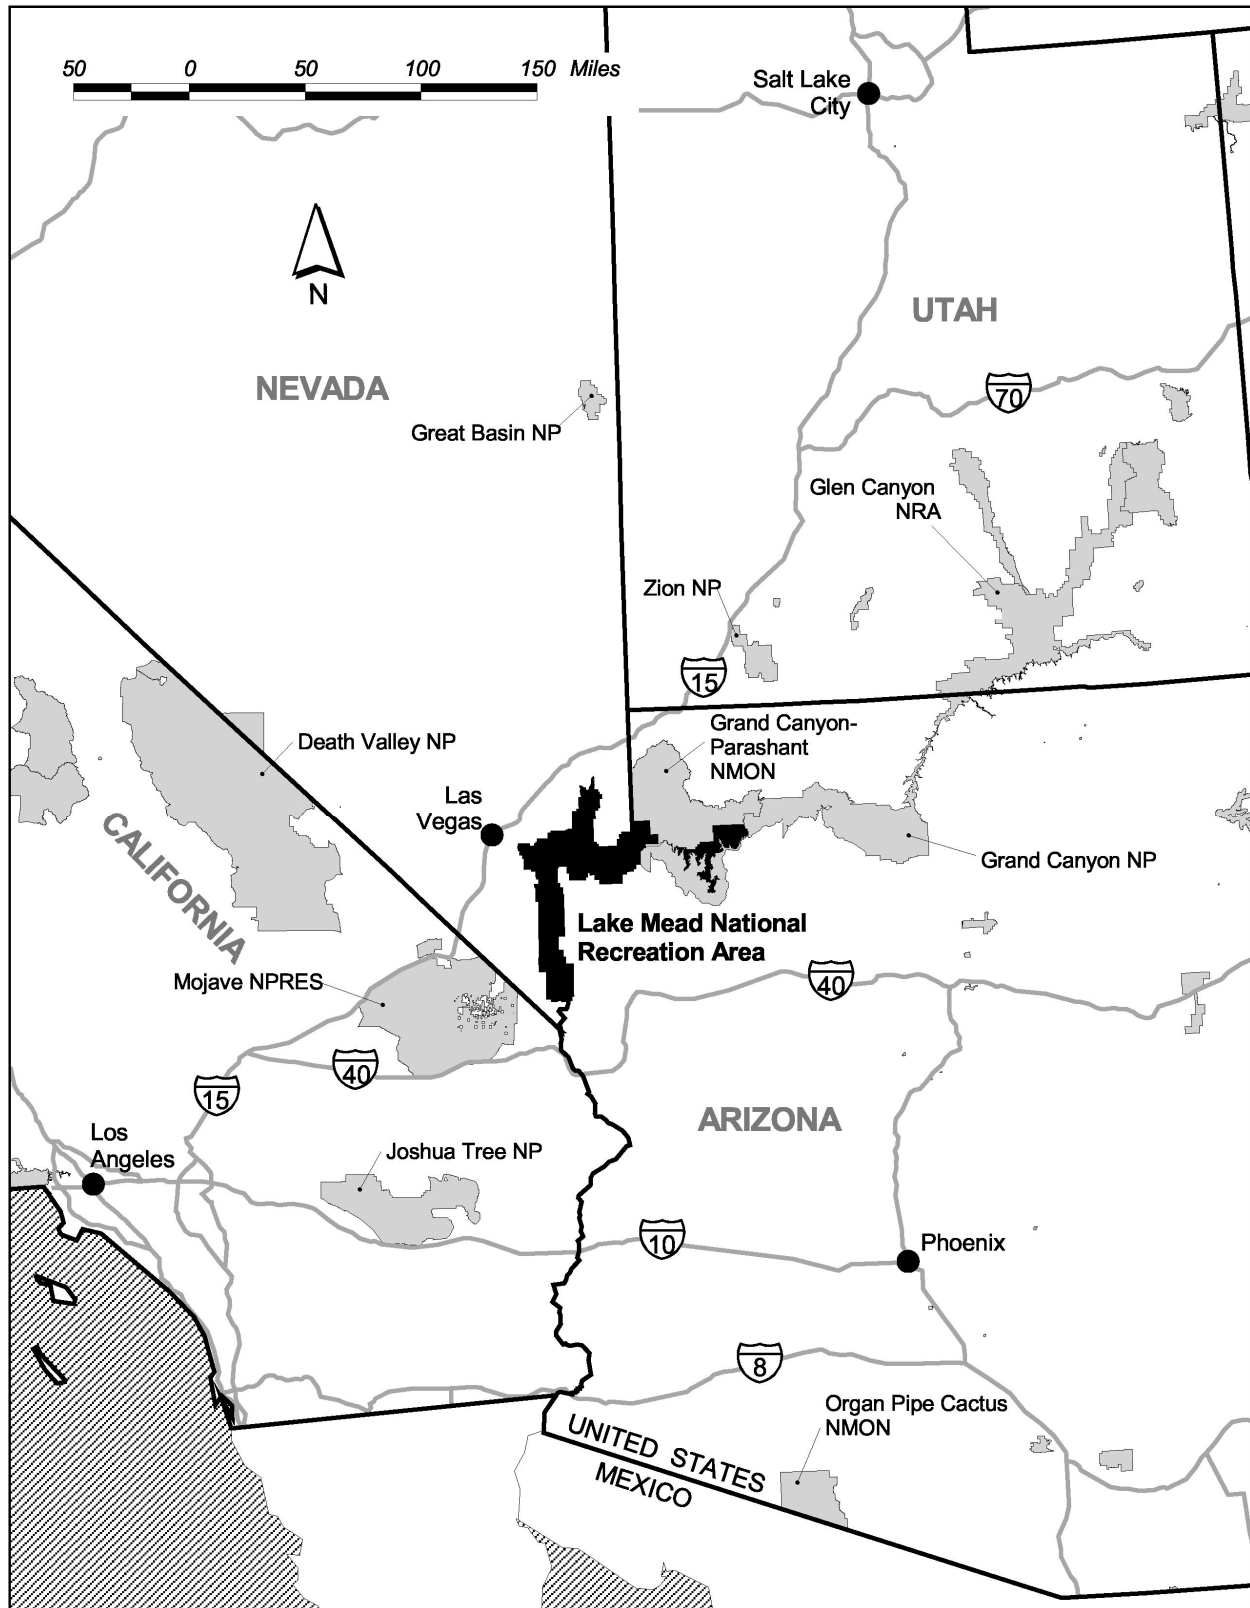 50 0 50 100 150 Miles
Salt Lake
City
N
UTAH
NEVADA
70
Great Basin NP
Glen Canyon
NRA
Zion NP
15
Grand Canyon-
Parashant
NMON
Death Valley NP
Las
Vegas
CALIFORNIA
Grand Canyon NP
Lake Mead National
Recreation Area
Mojave NPRES
40
40
15
ARIZONA
Los
Angeles
Joshua Tree NP
10
Phoenix
8
Organ Pipe Cactus
NMON
UNITED STATES
MEXICO